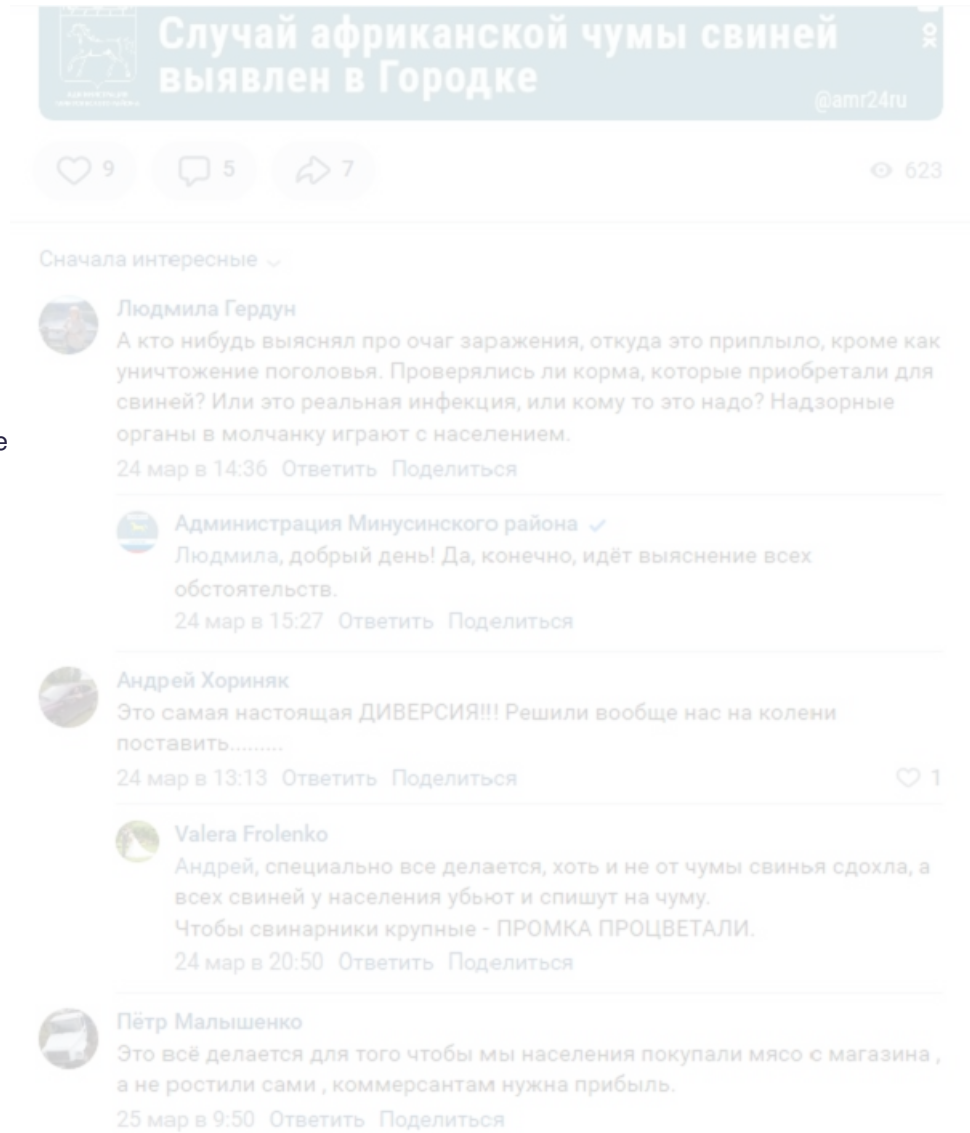 Случай африканской чумы свиней
выявлен в Городке
ОК
@amr24ru
9 5 7 623
Сначала интересные
Людмила Гердун
А кто нибудь выяснял про очаг заражения, откуда это приплыло, кроме как
уничтожение поголовья. Проверялись ли корма, которые приобретали для
свиней? Или это реальная инфекция, или кому то это надо? Надзорные
е
органы в молчанку играют с населением.
24 мар в 14:36 Ответить Поделиться
Администрация Минусинского района
Людмила, добрый день! Да, конечно, идёт выяснение всех
обстоятельств.
24 мар в 15:27 Ответить Поделиться
Андрей Хориняк
Это самая настоящая ДИВЕРСИЯ!!! Решили вообще нас на колени
поставить.........
24 мар в 13:13 Ответить Поделиться 1
Valera Frolenko
Андрей, специально все делается, хоть и не от чумы свинья сдохла, а
всех свиней у населения убьют и спишут на чуму.
Чтобы свинарники крупные - ПРОМКА ПРОЦВЕТАЛИ.
24 мар в 20:50 Ответить Поделиться
Пётр Малышенко
Это всё делается для того чтобы мы населения покупали мясо с магазина ,
а не ростили сами , коммерсантам нужна прибыль.
25 мар в 9:50 Ответить Поделиться